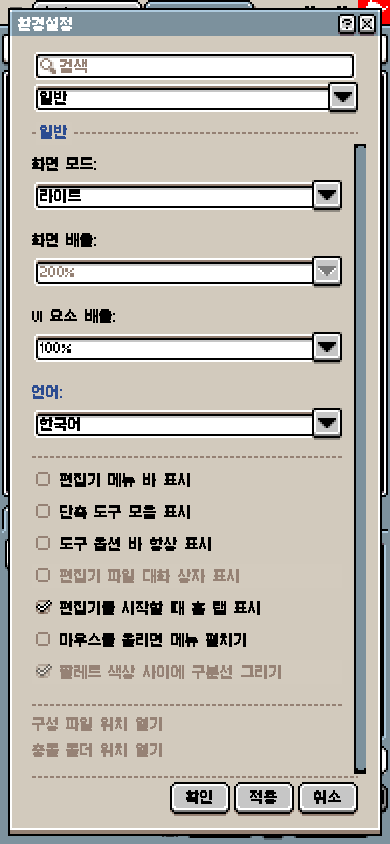 환경설정
검색
일반
일반
화면 모드:
라이트
화면 배율:
200%
UI 요소 배율:
100%
언어:
한국어
편집기 메뉴 바 표시
단축 도구 모음 표시
도구 옵션 바 항상 표시
편집기 파일 대화 상자 표시
편집기를 시작할 때 홈 탭 표시
마우스를 올리면 메뉴 펼치기
팔레트 색상 사이에 구분선 그리기
구성 파일 위치 열기
충돌 폴더 위치 열기
확인 적용 취소